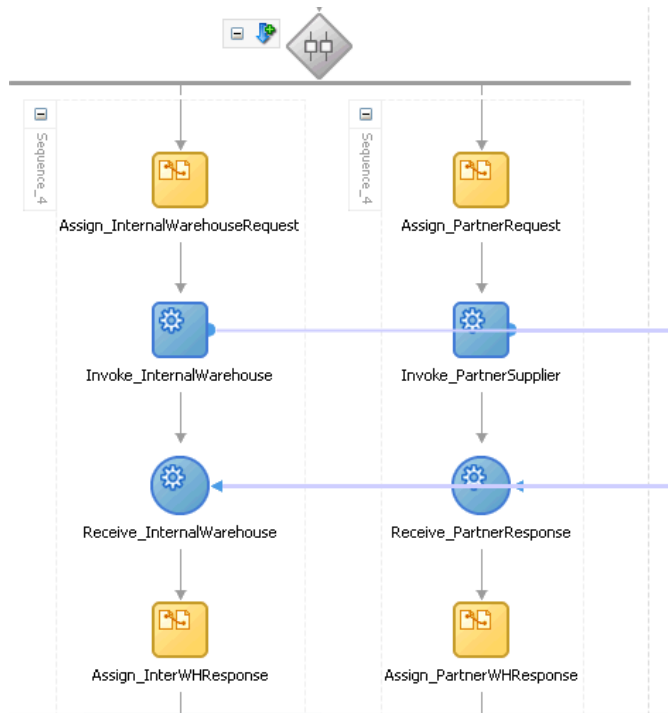 Sequence_4
Sequence_4
Assign_InternalWarehouseRequest
Assign_PartnerRequest
Invoke_InternalWarehouse
Invoke_PartnerSupplier
Receive_InternalWarehouse
Receive_PartnerResponse
Assign_InterWHResponse
Assign_PartnerWHResponse